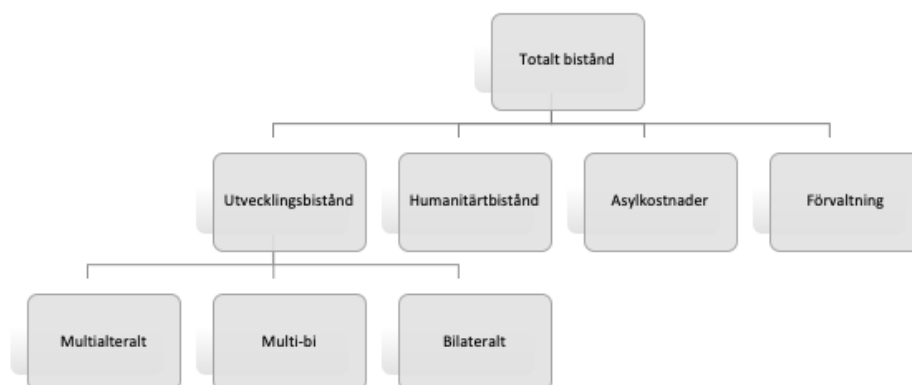 Totalt bistånd
Utvecklingsbistånd
Humanitärtbistånd
Asylkostnader
Förvaltning
Multialteralt
Multi-bi
Bilateralt